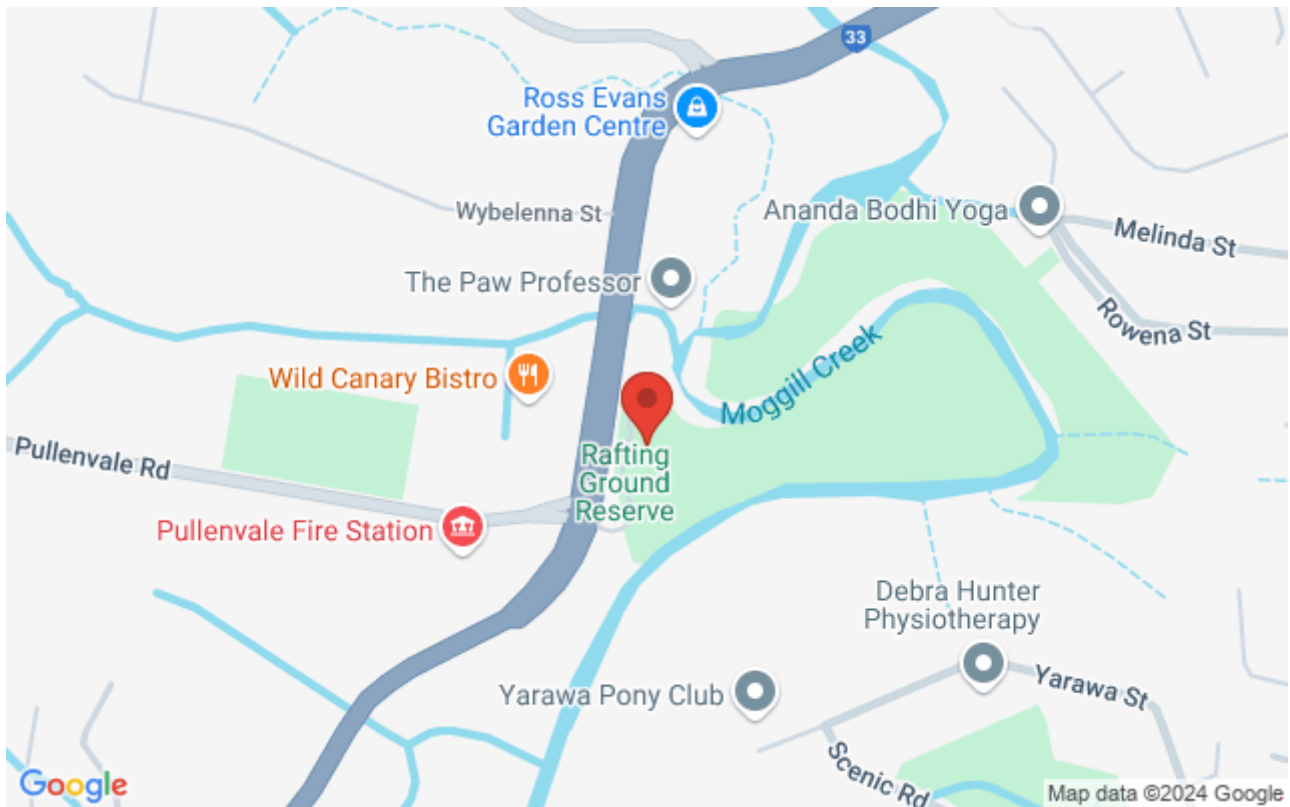 33
Ross Evans
Garden Centre
Wybelenna St
Ananda Bodhi Yoga
Melinda St
The Paw Professor
Rowena St
Wild Canary Bistro
Moggill Creek
Pullenvale Rd
Rafting
Ground
Reserve
Pullenvale Fire Station
Debra Hunter
Physiotherapy
Yarawa Pony Club
Yarawa St
Scenic Rd
Google
Map data ©2024 Google